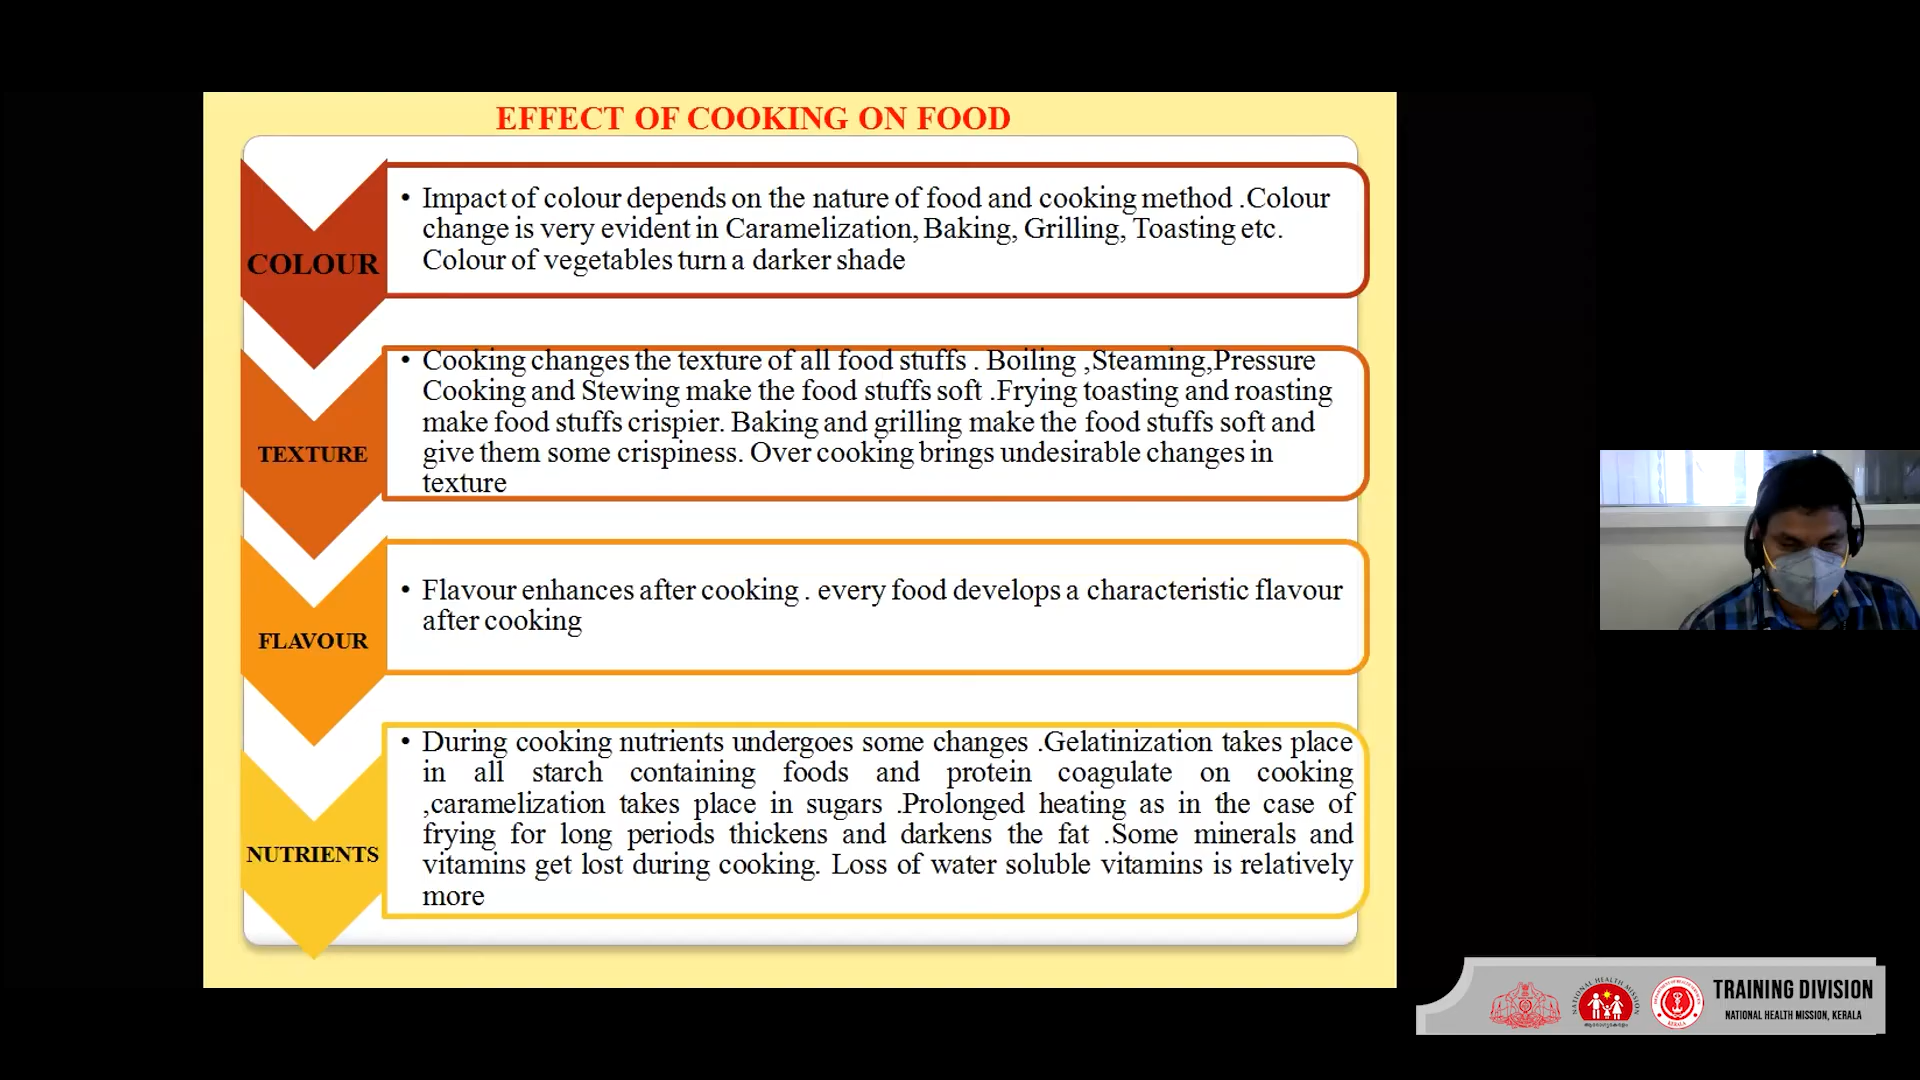 EFFECT OF COOKING ON FOOD
COLOUR
• Impact of colour depends on the nature of food and cooking method .Colour
change is very evident in Caramelization, Baking, Grilling, Toasting etc.
Colour of vegetables turn a darker shade
TEXTURE
• Cooking changes the texture of all food stuffs . Boiling ,Steaming,Pressure
Cooking and Stewing make the food stuffs soft .Frying toasting and roasting
make food stuffs crispier. Baking and grilling make the food stuffs soft and
give them some crispiness. Over cooking brings undesirable changes in
texture
FLAVOUR
• Flavour enhances after cooking . every food develops a characteristic flavour
after cooking
NUTRIENTS
• During cooking nutrients undergoes some changes .Gelatinization takes place
in all starch containing foods and protein coagulate on cooking
,caramelization takes place in sugars .Prolonged heating as in the case of
frying for long periods thickens and darkens the fat .Some minerals and
vitamins get lost during cooking. Loss of water soluble vitamins is relatively
more
NATIONAL HEALTH MISSION
TRAINING DIVISION
NATIONAL HEALTH MISSION, KERALA